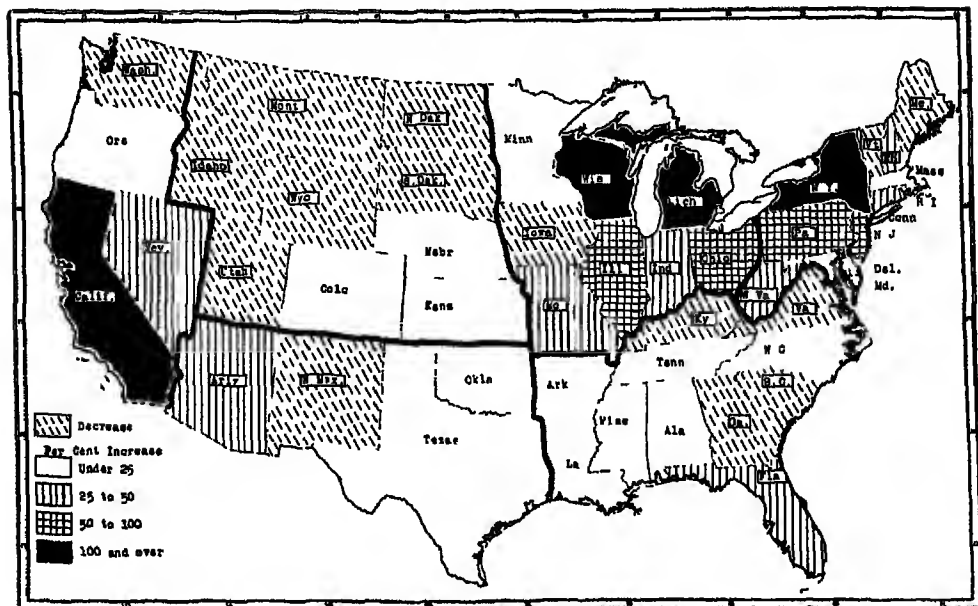 Wash.
Mont
N Dak
Minn
Me.
Ore
Idaho
S.Dak.
Wis
Mich
N.Y.
Vt
NH
Mass
R I
Conn
Wyo
Nev.
Iowa
Nebr
Utah
Colo
Ill
Ind
Ohio
Pa
N J
Del.
Md.
W Va
Va
Calif.
Kans
Mo
Ky
Tenn
N C
Ariz
N Mex.
Okla
Ark
S.C.
Texas
Miss
Ala
Ga.
La
Fla
Decrease
Per Cent Increase
Under 25
25 to 50
50 to 100
100 and over